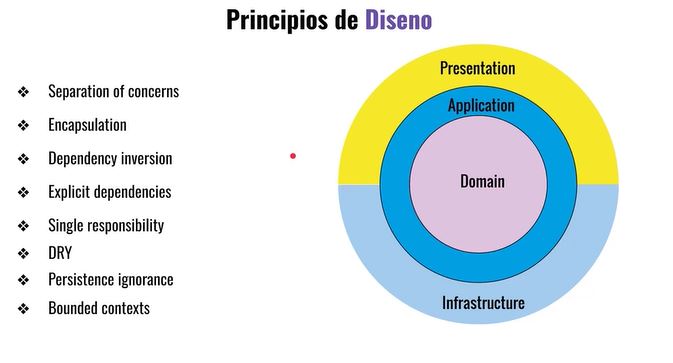 Principios de Diseno
Separation of concerns
Encapsulation
Dependency inversion
Explicit dependencies
Single responsibility
DRY
Persistence ignorance
Bounded contexts
Presentation
Application
Domain
Infrastructure